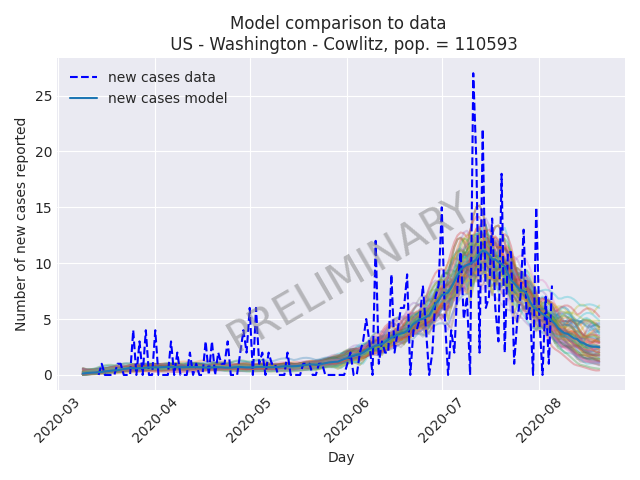 Model comparison to data
US - Washington - Cowlitz, pop. = 110593
new cases data
new cases model
Number of new cases reported
25
20
15
10
5
0
PRELIMINARY
2020-03
2020-04
2020-05
2020-06
2020-07
2020-08
Day